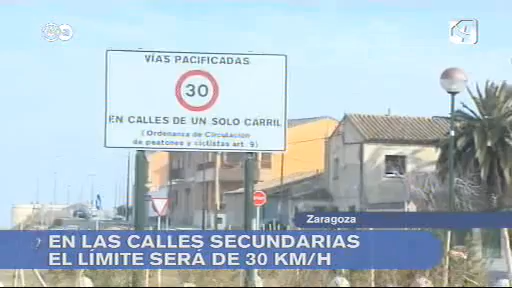 VÍAS PACIFICADAS
30
EN CALLES DE UN SOLO CARRIL
( Ordenanza de Circulación
de peatones y ciclistas art. 9)
4
Zaragoza
EN LAS CALLES SECUNDARIAS
EL LÍMITE SERÁ DE 30 KM/H